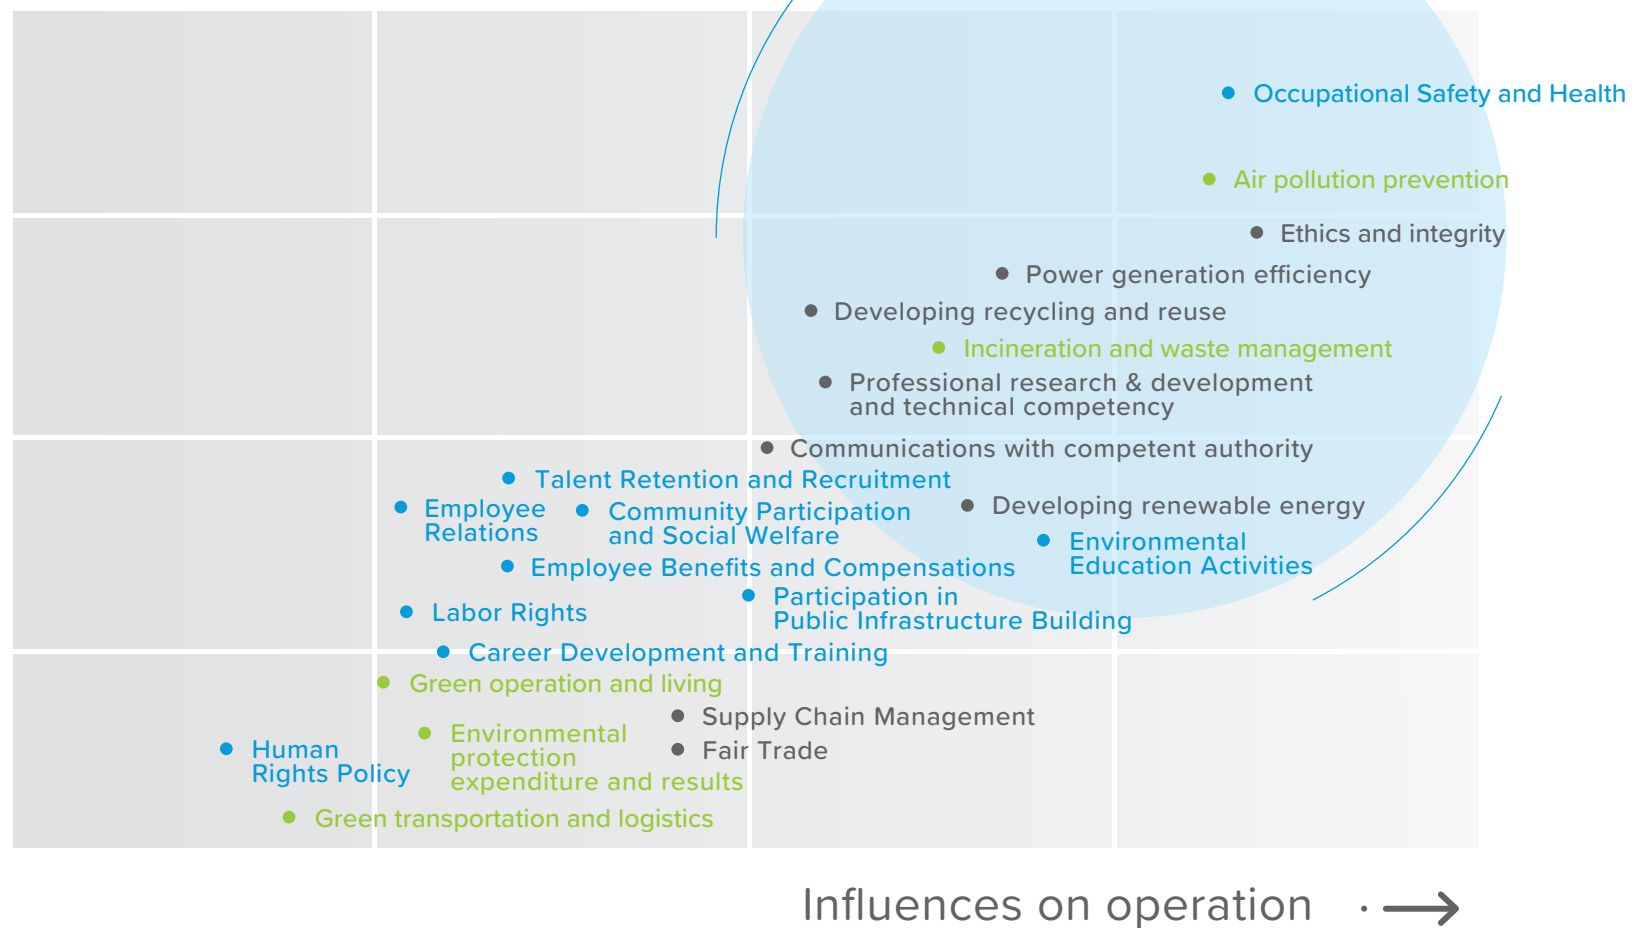 Occupational Safety and Health
Air pollution prevention
Ethics and integrity
Power generation efficiency
Developing recycling and reuse
Incineration and waste management
Professional research & development
and technical competency
Communications with competent authority
Talent Retention and Recruitment
Employee
Relations
Community Participation
and Social Welfare
Developing renewable energy
Environmental
Education Activities
Employee Benefits and Compensations
Participation in
Public Infrastructure Building
Labor Rights
Career Development and Training
Green operation and living
Supply Chain Management
Environmental
protection
expenditure and results
Fair Trade
Human
Rights Policy
Green transportation and logistics
Influences on operation